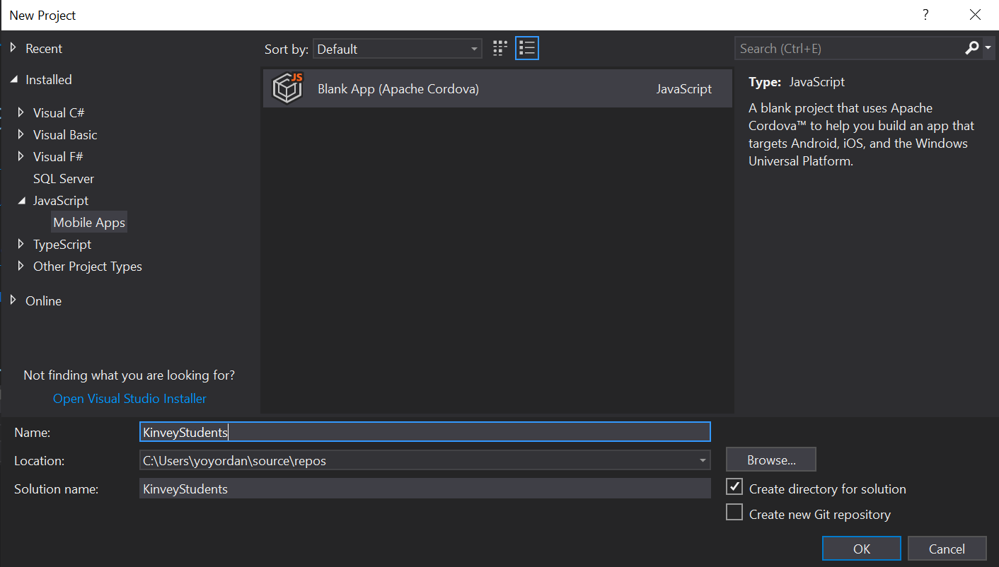 New Project
?
Recent
Installed
Visual C#
Visual Basic
Visual F#
SQL Server
JavaScript
Mobile Apps
TypeScript
Other Project Types
Online
Not finding what you are looking for?
Open Visual Studio Installer
Sort by: Default
JS
Blank App (Apache Cordova) JavaScript
Search (Ctrl+E)
Type: JavaScript
A blank project that uses Apache
Cordova™ to help you build an app that
targets Android, iOS, and the Windows
Universal Platform.
Name: KinveyStudents
Location: C:\Users\yoyordan\source\repos
Browse...
Solution name: KinveyStudents
Create directory for solution
Create new Git repository
OK Cancel